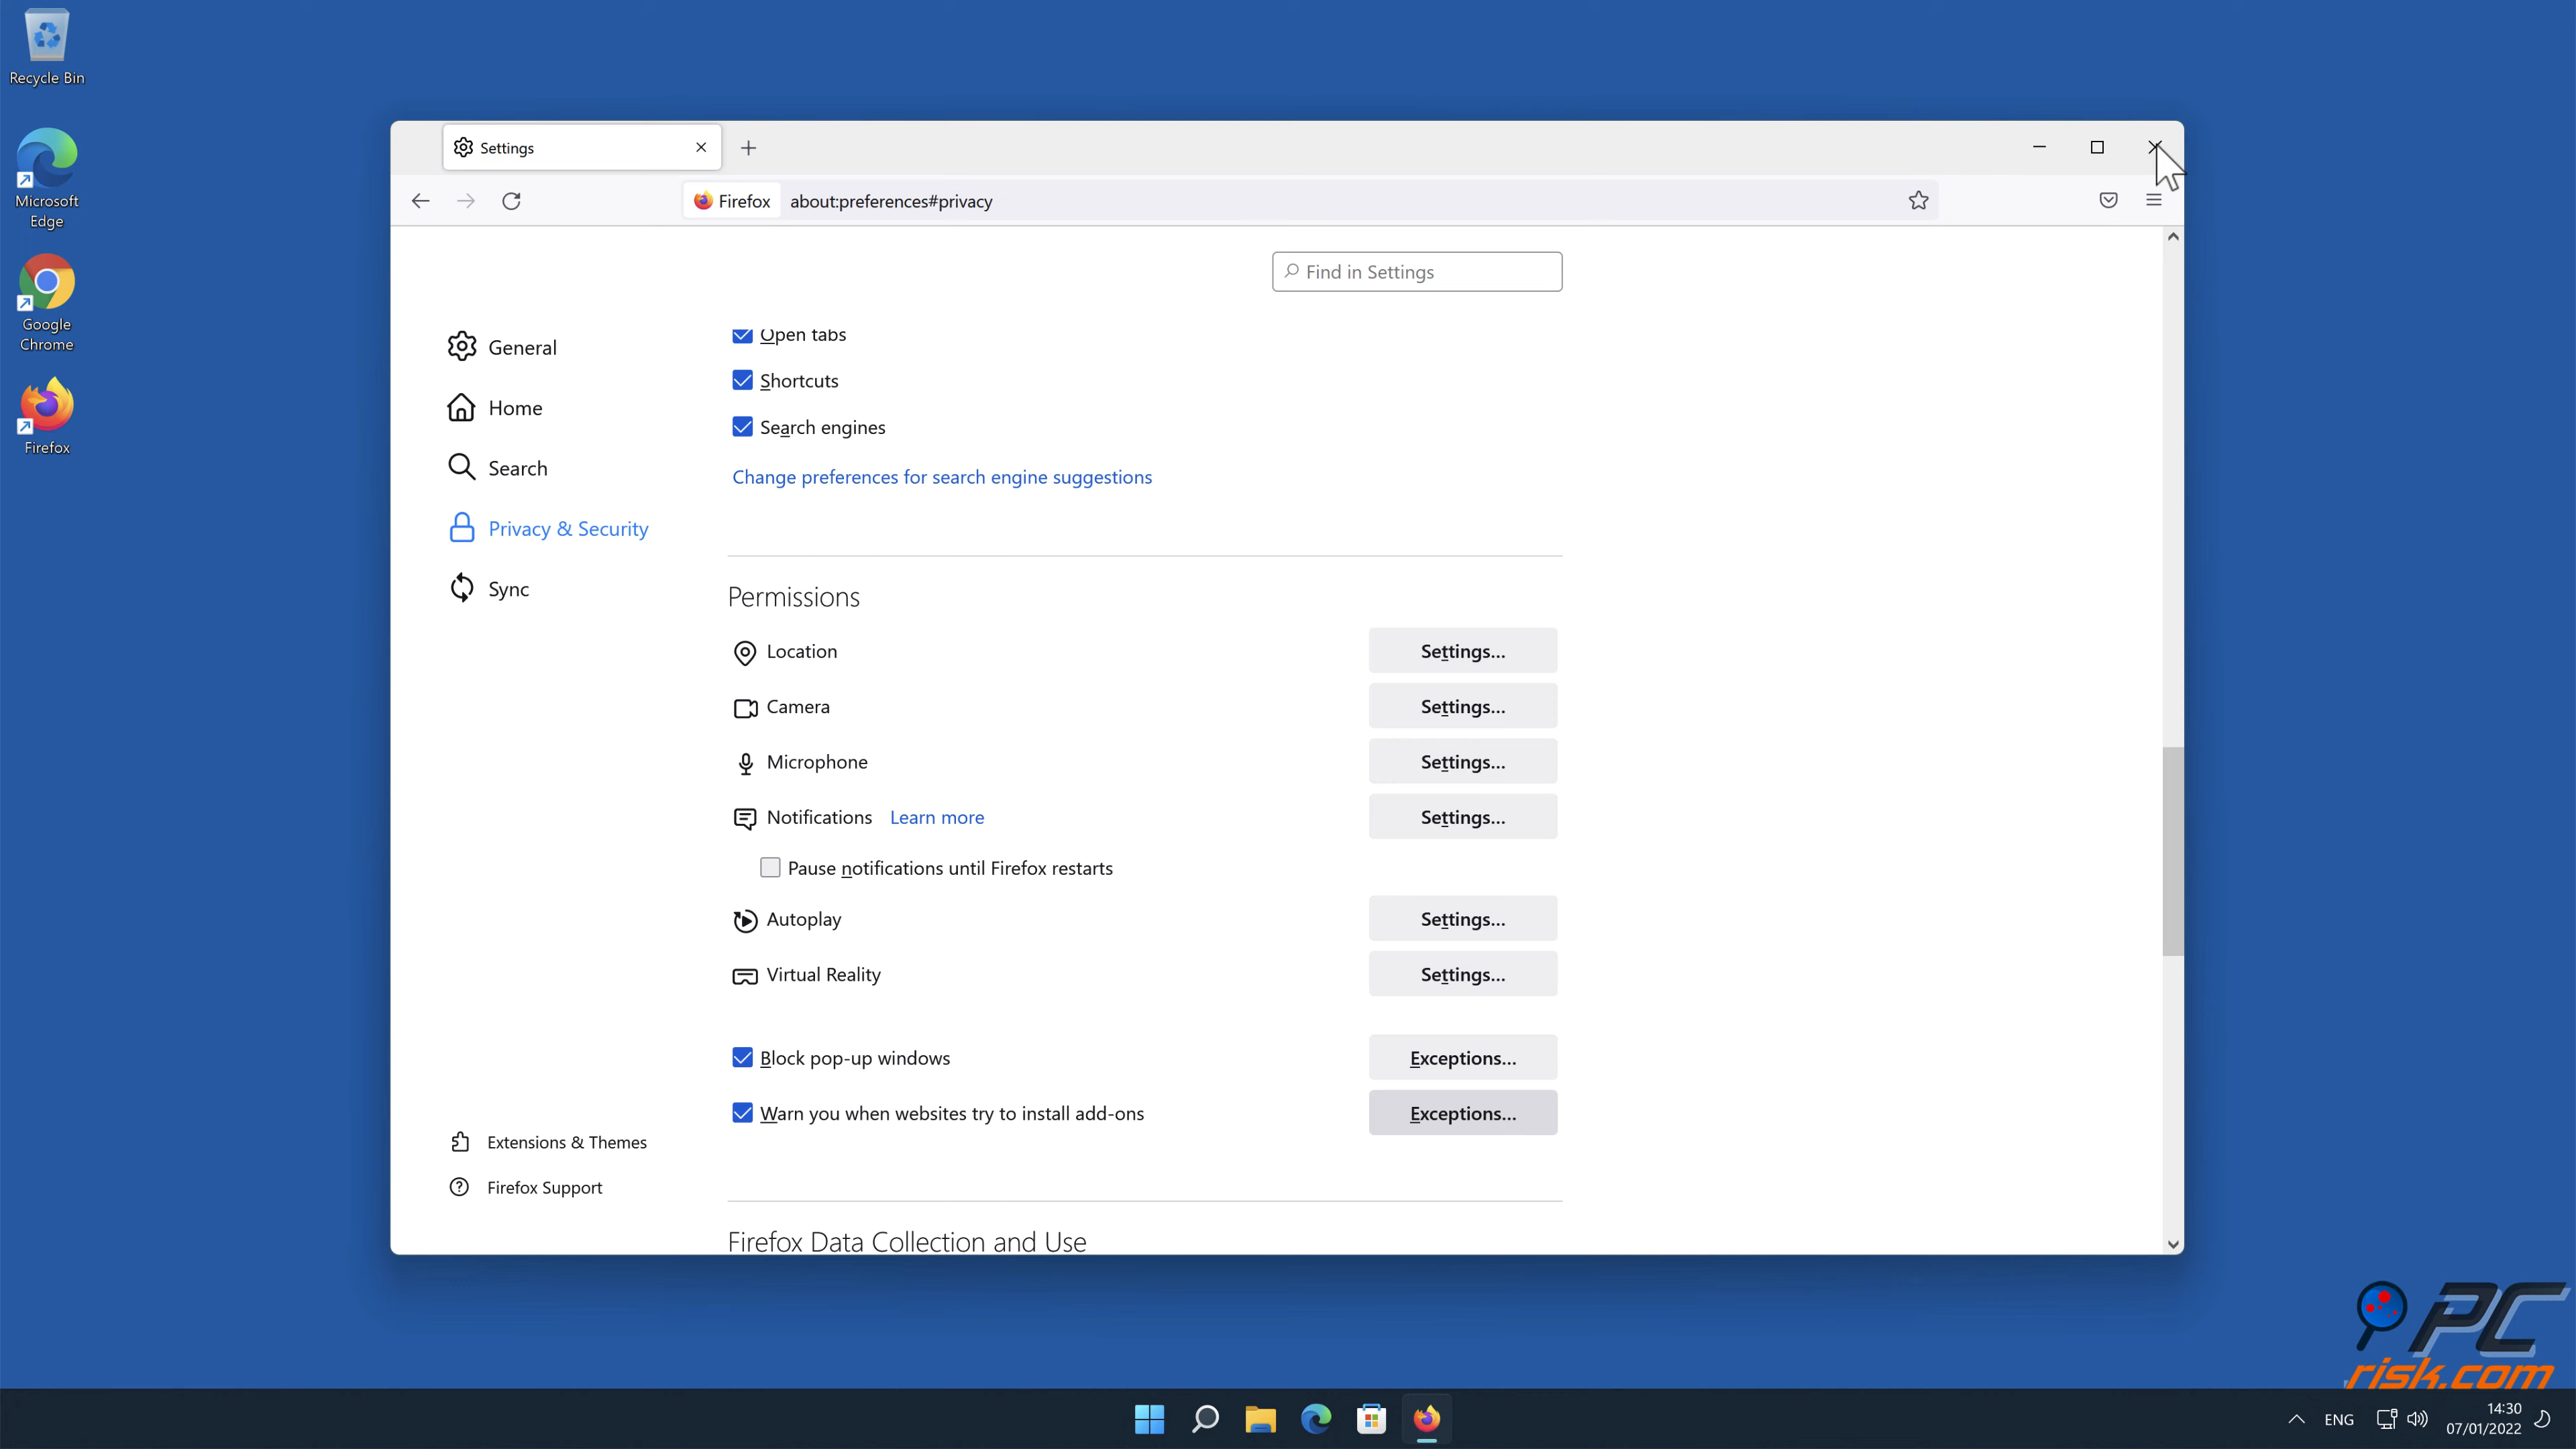 Recycle Bin
Microsoft
Edge
Google
Chrome
Firefox
Settings
Firefox
about:preferences#privacy
Find in Settings
General
Home
Search
Privacy & Security
Sync
Extensions & Themes
Firefox Support
Open tabs
Shortcuts
Search engines
Change preferences for search engine suggestions
Permissions
Location
Settings...
Camera
Settings...
Microphone
Settings...
Notifications Learn more
Settings...
Pause notifications until Firefox restarts
Autoplay
Settings...
Virtual Reality
Settings...
Block pop-up windows
Exceptions...
Warn you when websites try to install add-ons
Exceptions...
Firefox Data Collection and Use
PC
risk.com
ENG
14:30
07/01/2022